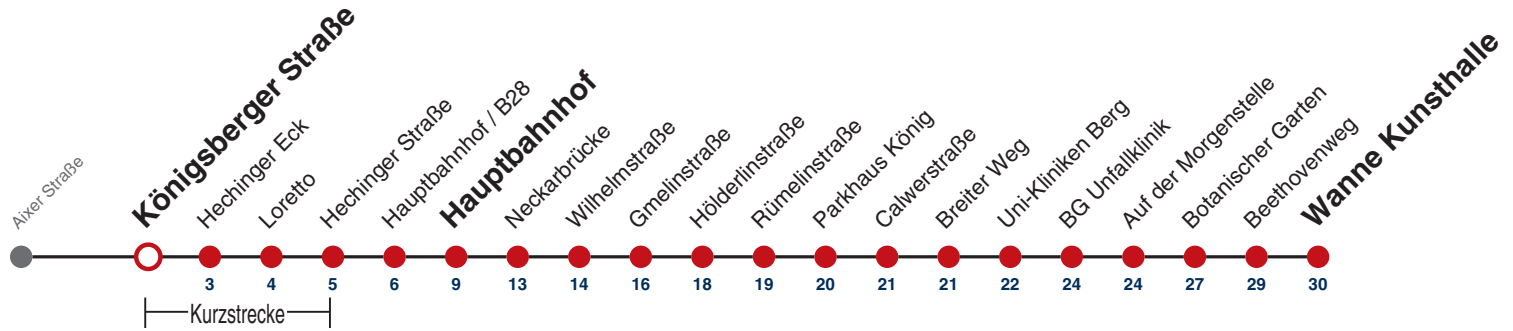 Aixer Straße
Königsberger Straße
Hechinger Eck
Loretto
Hechinger Straße
Hauptbahnhof / B28
Hauptbahnhof
Neckarbrücke
Wilhelmstraße
Gmelinstraße
Hölderlinstraße
Rümelinstraße
Parkhaus König
Calwerstraße
Breiter Weg
Uni-Kliniken Berg
BG Unfallklinik
Auf der Morgenstelle
Botanischer Garten
Beethovenweg
Wanne Kunsthalle
3 4 5 6 9 13 14 16 18 19 20 21 21 22 24 24 27 29 30
Kurzstrecke